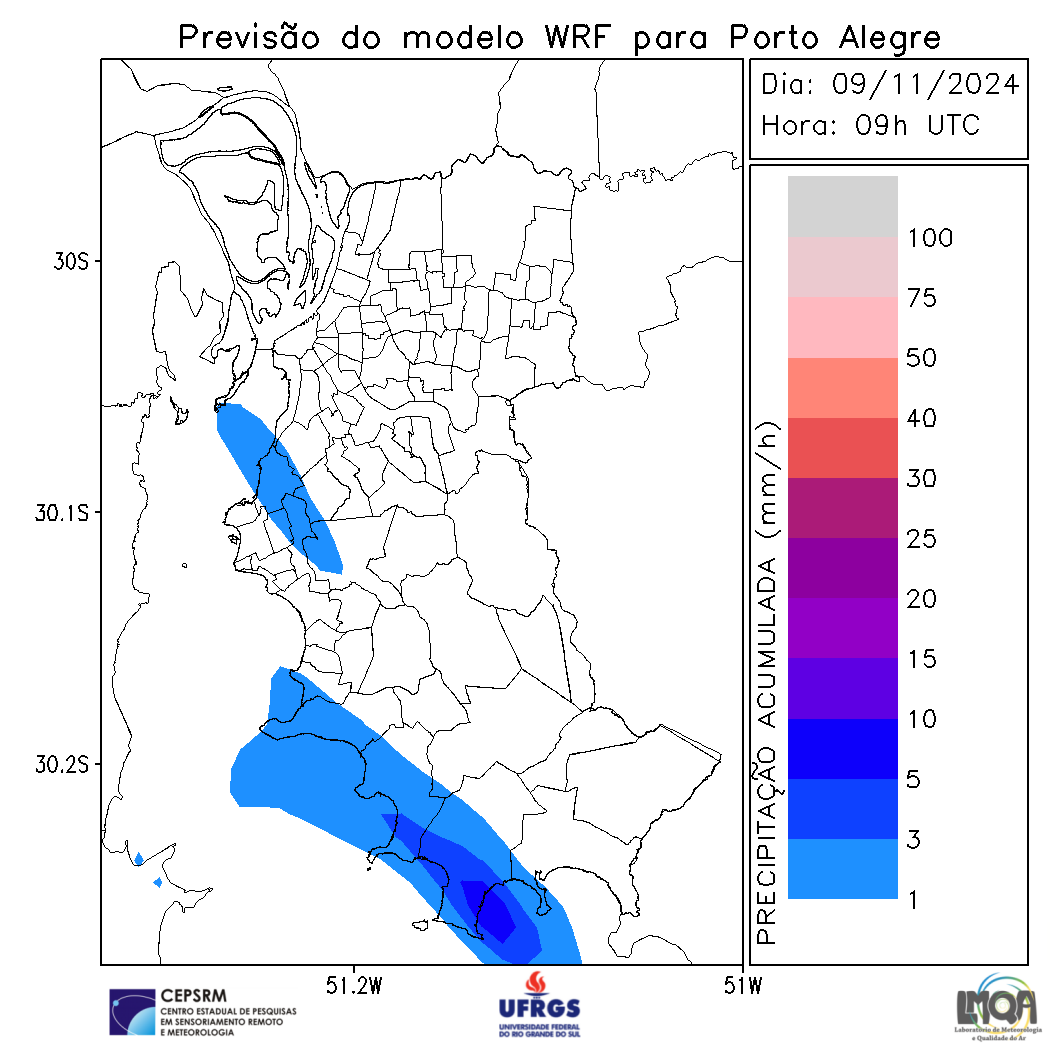 Previsão do modelo WRF para Porto Alegre
Dia: 09/11/2024
Hora: 09h UTC
30S
30.1S
30.2S
51.2W
51W
PRECIPITAÇÃO ACUMULADA (mm/h)
100
75
50
40
30
25
20
15
10
5
3
1
CEPSRM
CENTRO ESTADUAL DE PESQUISAS
EM SENSORIAMENTO REMOTO
E METEOROLOGIA
UFRGS
UNIVERSIDADE FEDERAL
DO RIO GRANDE DO SUL
LMQA
Laboratório de Meteorologia
e Qualidade do Ar